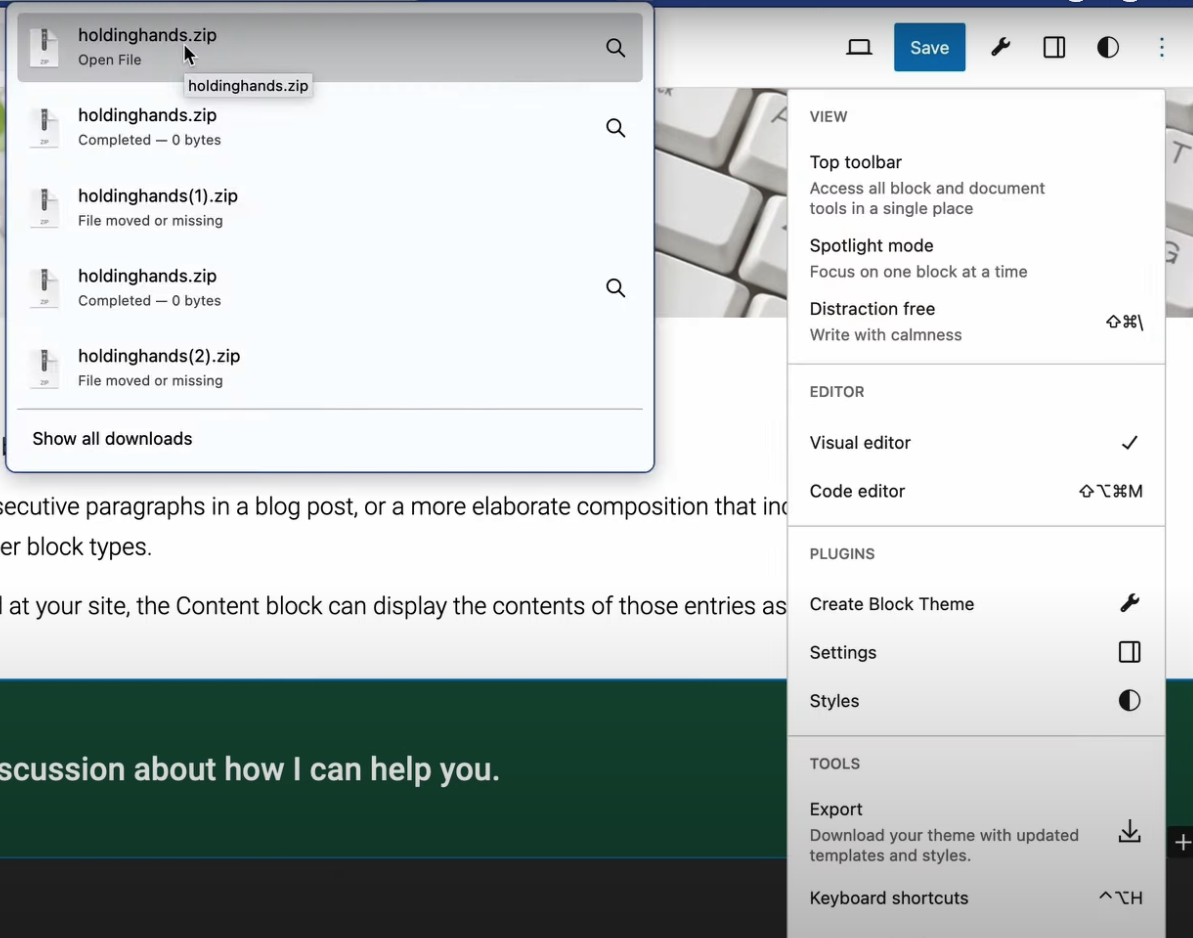 holdinghands.zip
Open File
holdinghands.zip
holdinghands.zip
Completed — 0 bytes
holdinghands(1).zip
File moved or missing
holdinghands.zip
Completed — 0 bytes
holdinghands(2).zip
File moved or missing
Show all downloads
Save
VIEW
Top toolbar
Access all block and document
tools in a single place
Spotlight mode
Focus on one block at a time
Distraction free
Write with calmness
⇧⌘\
EDITOR
Visual editor
Code editor ⇧⌥⌘M
PLUGINS
Create Block Theme
Settings
Styles
TOOLS
Export
Download your theme with updated
templates and styles.
Keyboard shortcuts ^⌥H
secutive paragraphs in a blog post, or a more elaborate composition that inc
er block types.
at your site, the Content block can display the contents of those entries as
scussion about how I can help you.
T
G